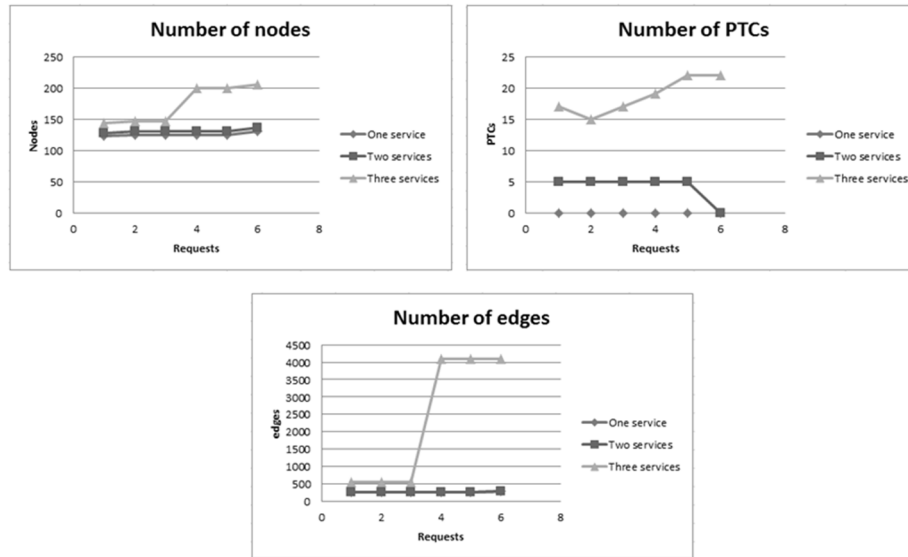 Number of nodes
250
200
150
100
50
0
Nodes
0 2 4 6 8
Requests
One service
Two services
Three services
Number of PTCs
25
20
15
10
5
0
PTCs
0 2 4 6 8
Requests
One service
Two services
Three services
Number of edges
4500
4000
3500
3000
2500
2000
1500
1000
500
0
edges
0 2 4 6 8
Requests
One service
Two services
Three services